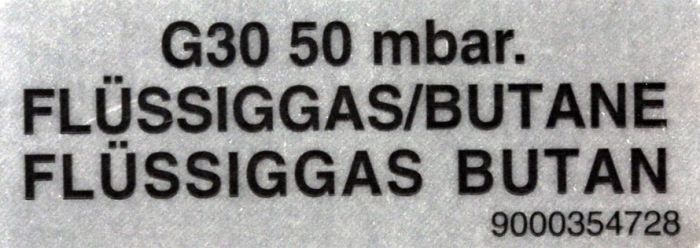 G30 50 mbar.
FLÜSSIGGAS/BUTANE
FLÜSSIGGAS BUTAN
9000354728